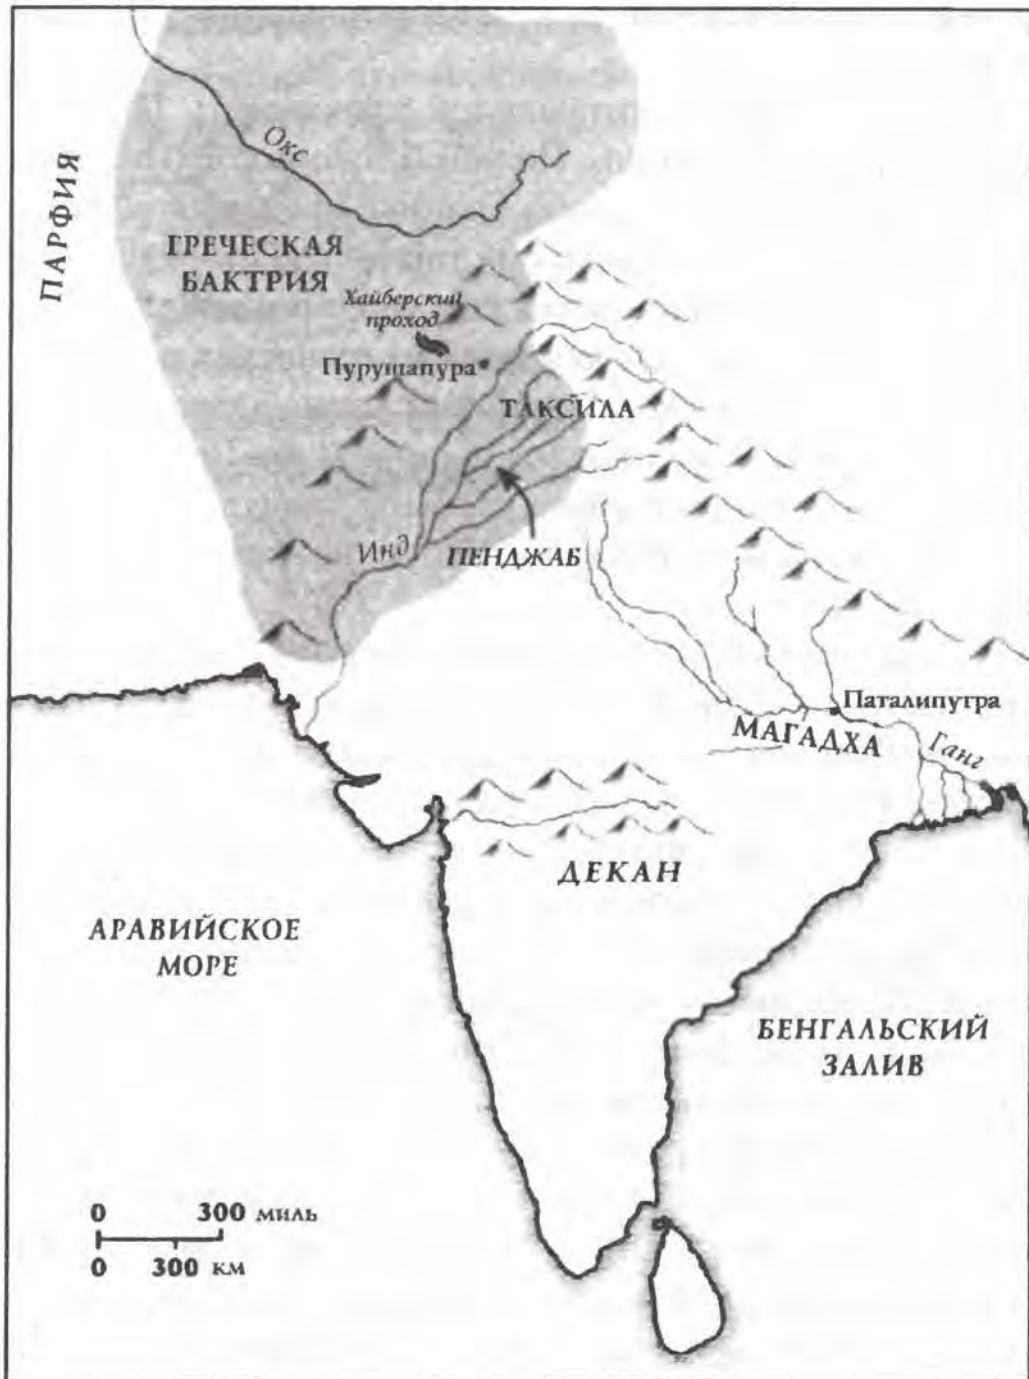 Окс
ПАРФИЯ
ГРЕЧЕСКАЯ
БАКТРИЯ
Хайберский
проход
Пурушапура
ТАКСИЛА
Инд
ПЕНДЖАБ
Паталипутра
МАГАДХА
Ганг
ДЕКАН
АРАВИЙСКОЕ
МОРЕ
БЕНГАЛЬСКИЙ
ЗАЛИВ
0 300 миль
0 300 км